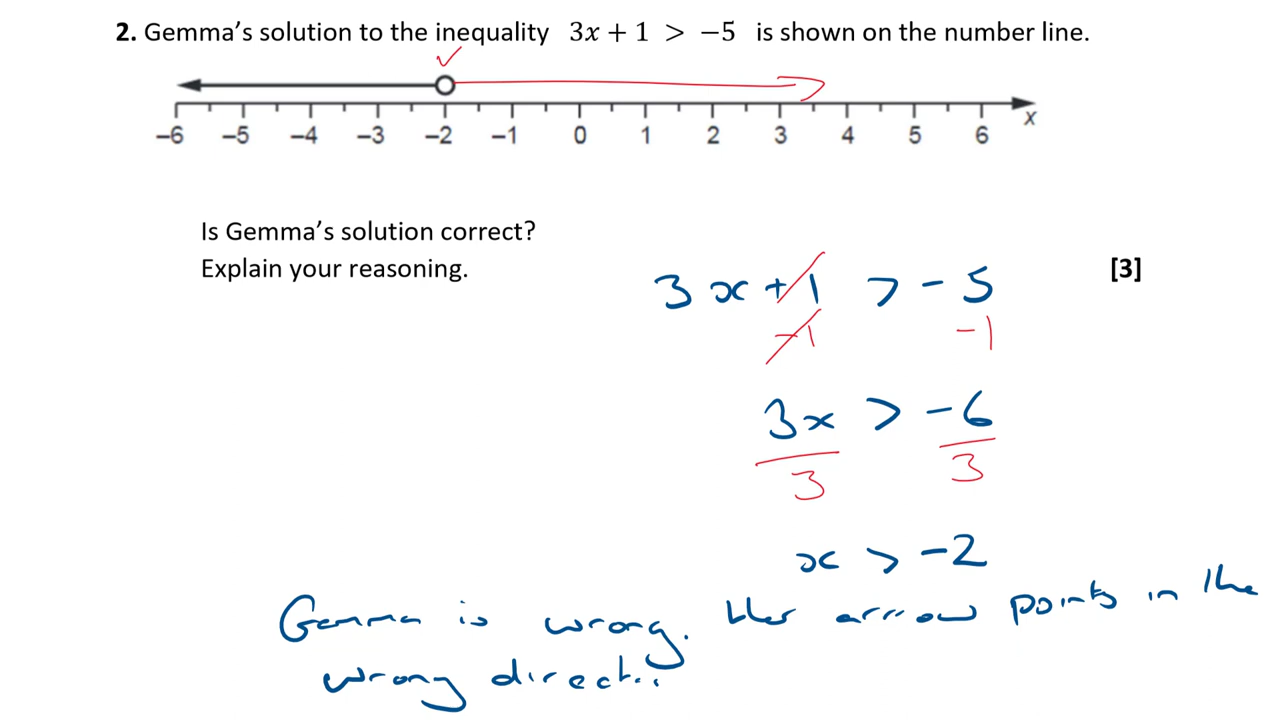 2. Gemma's solution to the inequality 3x + 1 > −5 is shown on the number line.
−6 −5 −4 −3 −2 −1 0 1 2 3 4 5 6 x
Is Gemma's solution correct?
Explain your reasoning.
[3]
3x + 1 > −5
−1 −1
3x > −6
3 3
x > −2
Gemma is wrong. Her arrow points in the
wrong direct..